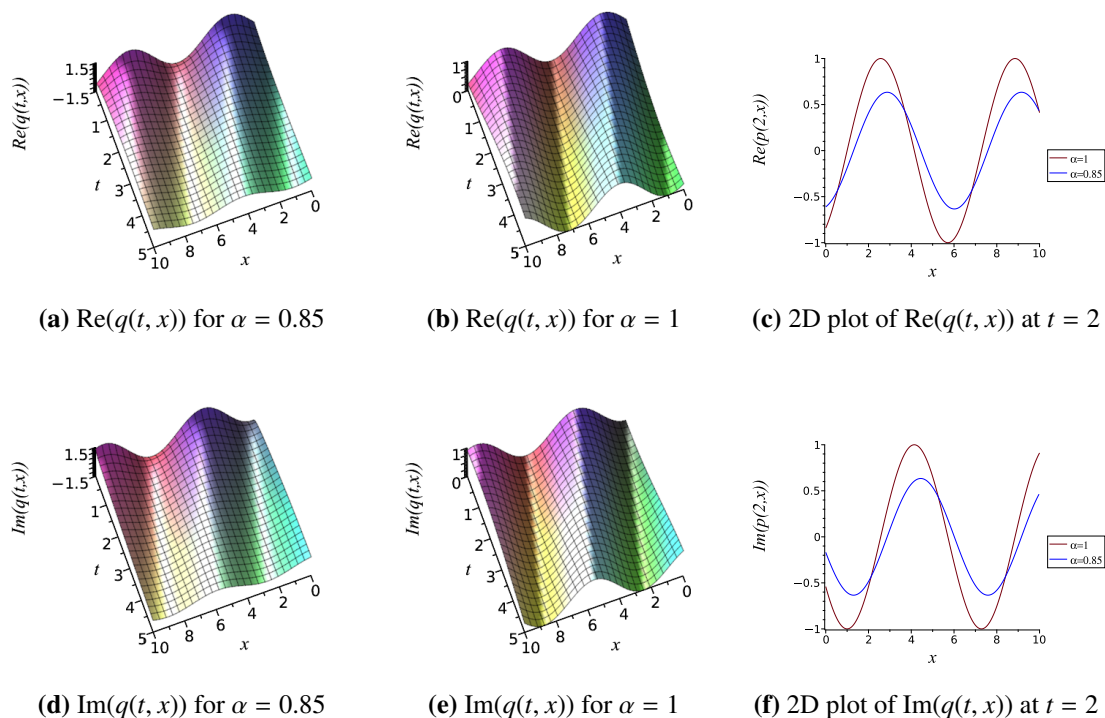 1.5
−1.5
Re(q(t,x))
1
2
t
3
4
5
10
8
6
x
4
2
0
1
0
Re(q(t,x))
1
2
t
3
4
5
10
8
6
x
4
2
0
Re(p(2,x))
1
0.5
0
−0.5
−1
0 2 4 6 8 10
x
α=1
α=0.85
(a) Re(q(t, x)) for α = 0.85
(b) Re(q(t, x)) for α = 1
(c) 2D plot of Re(q(t, x)) at t = 2
1.5
−1.5
Im(q(t,x))
1
2
t
3
4
5
10
8
6
x
4
2
0
1
0
Im(q(t,x))
1
2
t
3
4
5
10
8
6
x
4
2
0
Im(p(2,x))
1
0.5
0
−0.5
−1
0 2 4 6 8 10
x
α=1
α=0.85
(d) Im(q(t, x)) for α = 0.85
(e) Im(q(t, x)) for α = 1
(f) 2D plot of Im(q(t, x)) at t = 2